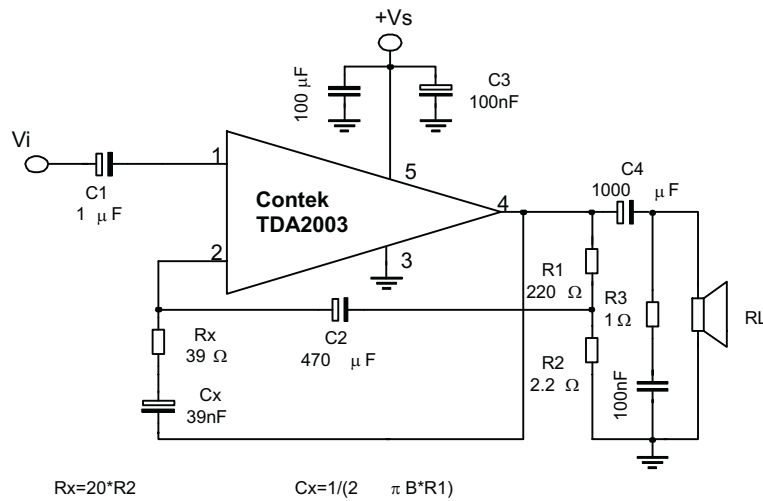 +Vs
100 μF
C3
100nF
Vi
1
C1
1 μF
5
Contek
TDA2003
4
C4
1000 μF
2
3
R1
220 Ω
R3
1Ω
RL
Rx
39 Ω
C2
470 μF
R2
2.2 Ω
100nF
Cx
39nF
Rx=20*R2
Cx=1/(2 π B*R1)